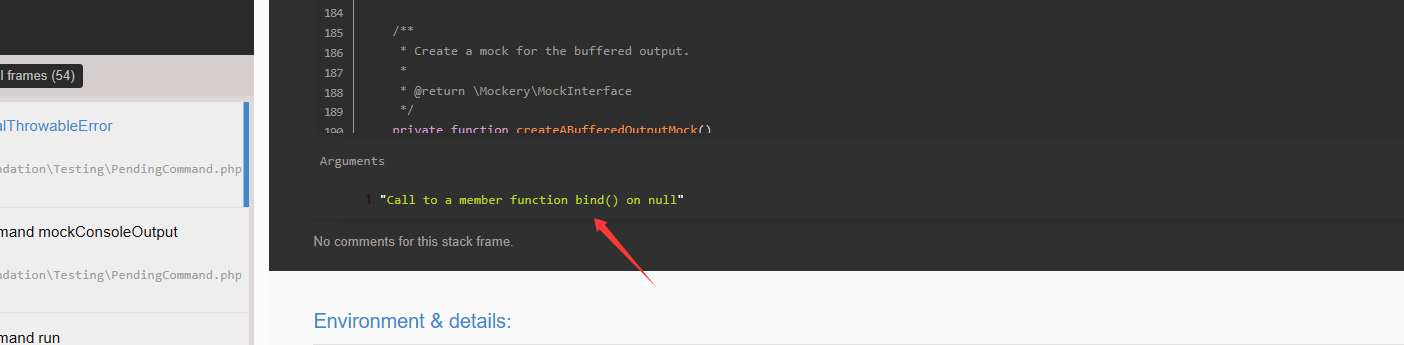 l frames (54)
alThrowableError
ndation\Testing\PendingCommand.php
mand mockConsoleOutput
ndation\Testing\PendingCommand.php
mand run
184
185 /**
186 * Create a mock for the buffered output.
187 *
188 * @return \Mockery\MockInterface
189 */
190 private function createABufferedOutputMock()
Arguments
1 "Call to a member function bind() on null"
No comments for this stack frame.
Environment & details: